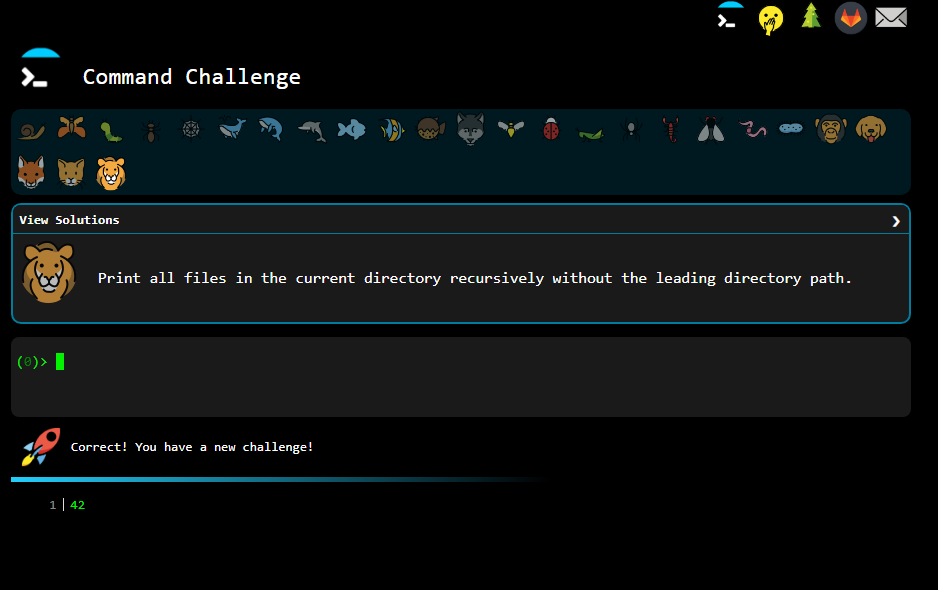 Command Challenge
View Solutions
Print all files in the current directory recursively without the leading directory path.
(0)>
Correct! You have a new challenge!
1 42